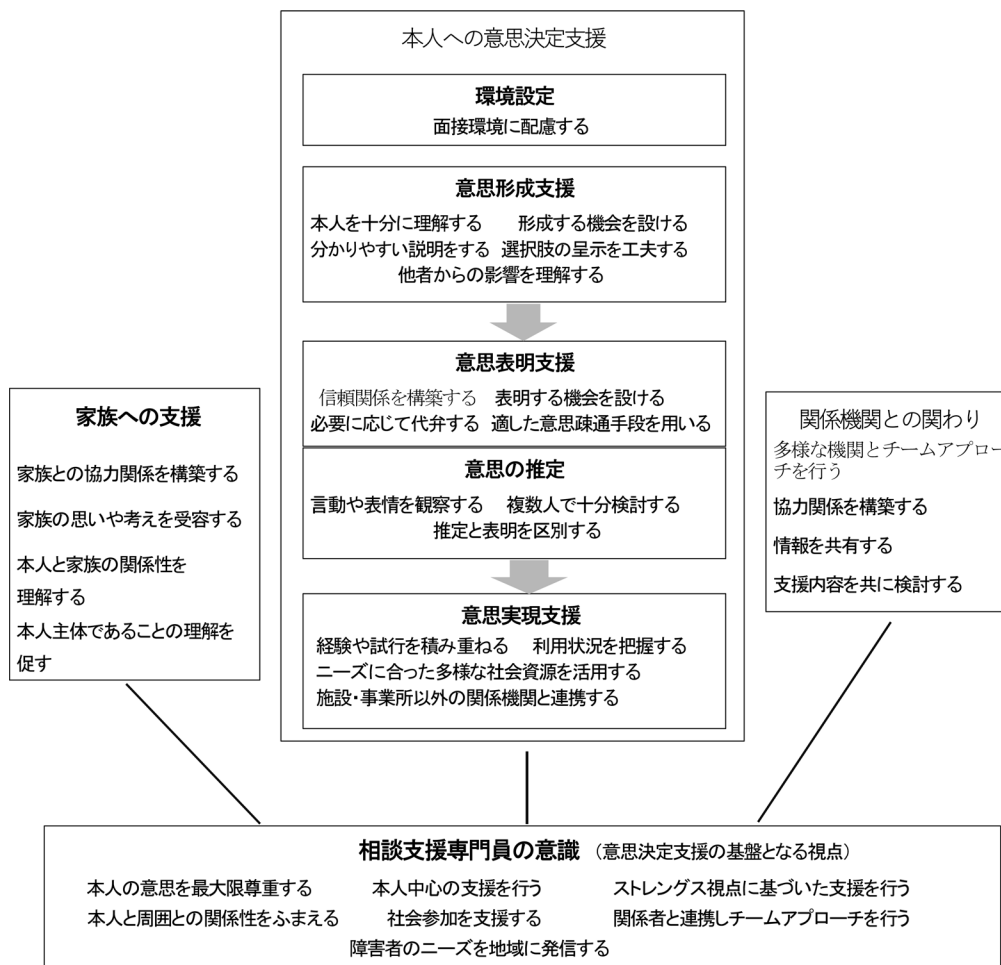 本人への意思決定支援
環境設定
面接環境に配慮する
意思形成支援
本人を十分に理解する 形成する機会を設ける
分かりやすい説明をする 選択肢の呈示を工夫する
他者からの影響を理解する
意思表明支援
信頼関係を構築する 表明する機会を設ける
必要に応じて代弁する 適した意思疎通手段を用いる
意思の推定
言動や表情を観察する 複数人で十分検討する
推定と表明を区別する
意思実現支援
経験や試行を積み重ねる 利用状況を把握する
ニーズに合った多様な社会資源を活用する
施設・事業所以外の関係機関と連携する
家族への支援
家族との協力関係を構築する
家族の思いや考えを受容する
本人と家族の関係性を
理解する
本人主体であることの理解を
促す
関係機関との関わり
多様な機関とチームアプロー
チを行う
協力関係を構築する
情報を共有する
支援内容を共に検討する
相談支援専門員の意識 (意思決定支援の基盤となる視点)
本人の意思を最大限尊重する 本人中心の支援を行う ストレングス視点に基づいた支援を行う
本人と周囲との関係性をふまえる 社会参加を支援する 関係者と連携しチームアプローチを行う
障害者のニーズを地域に発信する